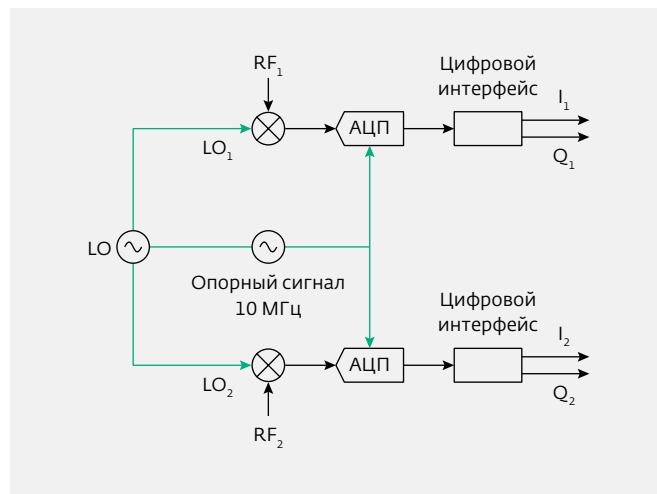 RF₁
Цифровой
интерфейс
I₁
АЦП
LO₁
Q₁
LO
Опорный сигнал
10 МГц
Цифровой
интерфейс
I₂
АЦП
LO₂
Q₂
RF₂